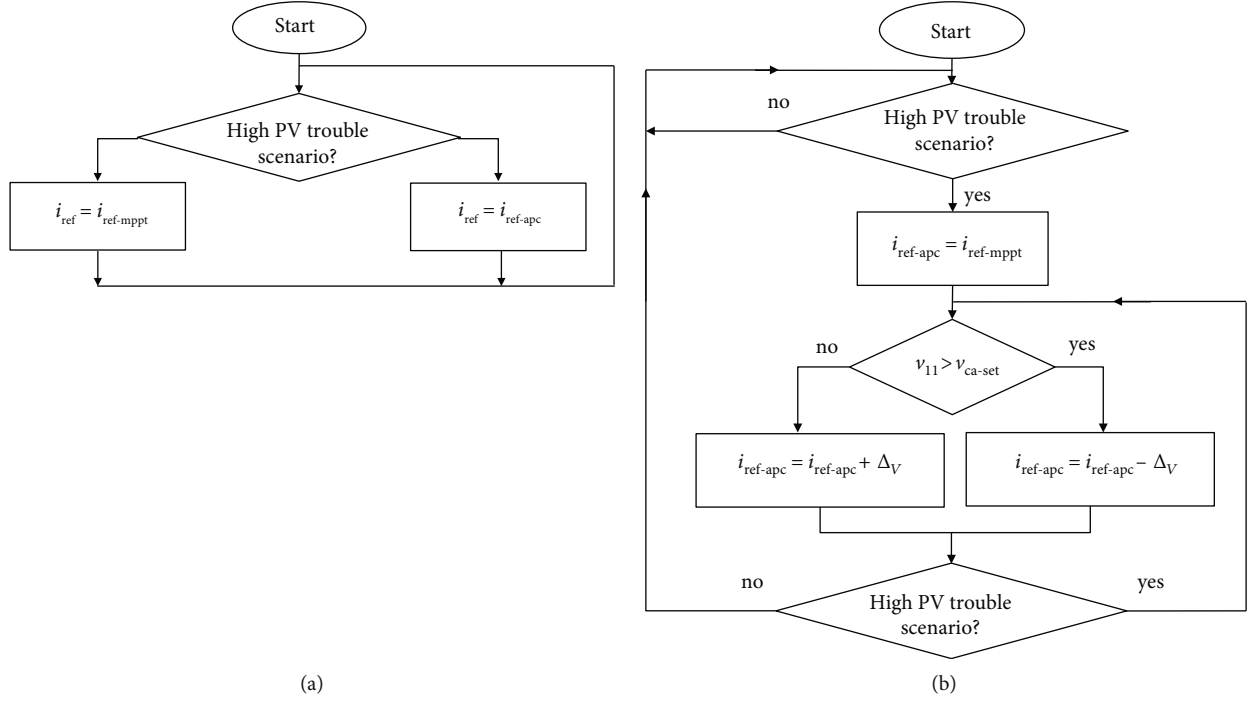 Start
High PV trouble
scenario?
i_ref = i_ref-mppt
i_ref = i_ref-apc
(a)
Start
no
High PV trouble
scenario?
yes
i_ref-apc = i_ref-mppt
no
yes
v_11 > v_ca-set
i_ref-apc = i_ref-apc + Δ_V
i_ref-apc = i_ref-apc − Δ_V
no
yes
High PV trouble
scenario?
(b)